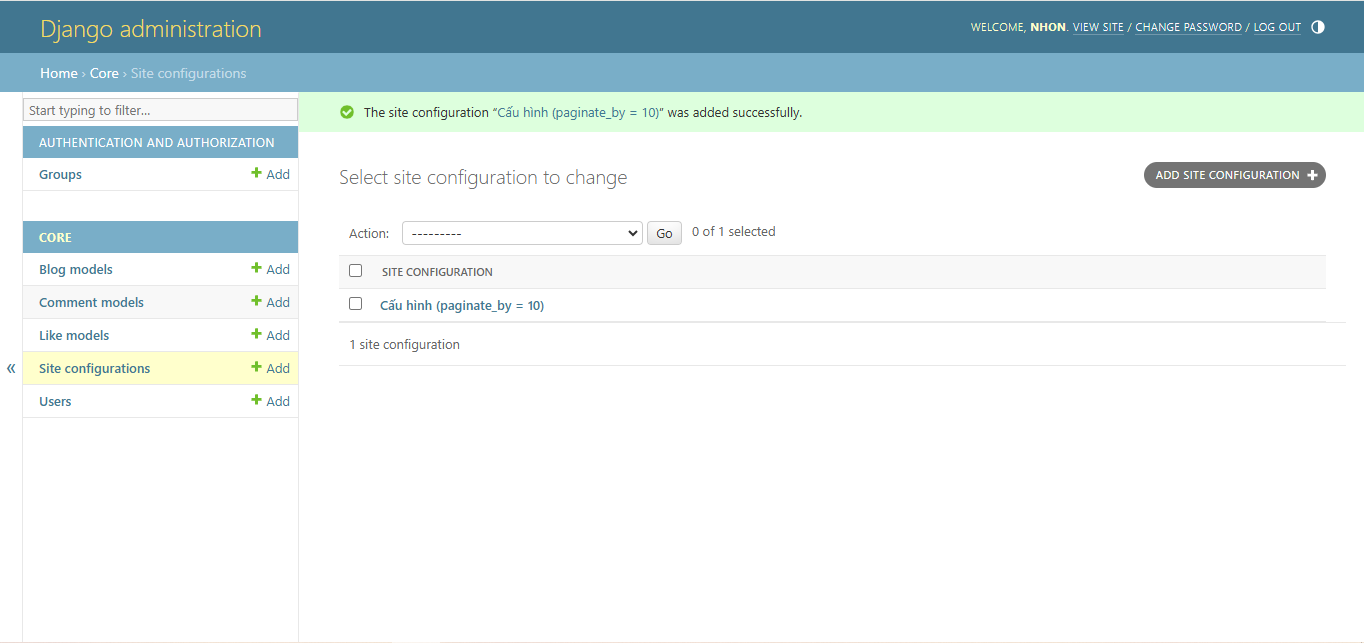 Django administration
WELCOME, NHON. VIEW SITE / CHANGE PASSWORD / LOG OUT
Home › Core › Site configurations
Start typing to filter...
AUTHENTICATION AND AUTHORIZATION
Groups + Add
CORE
Blog models + Add
Comment models + Add
Like models + Add
Site configurations + Add
Users + Add
«
The site configuration “Cấu hình (paginate_by = 10)” was added successfully.
Select site configuration to change
ADD SITE CONFIGURATION +
Action: --------- Go 0 of 1 selected
SITE CONFIGURATION
Cấu hình (paginate_by = 10)
1 site configuration